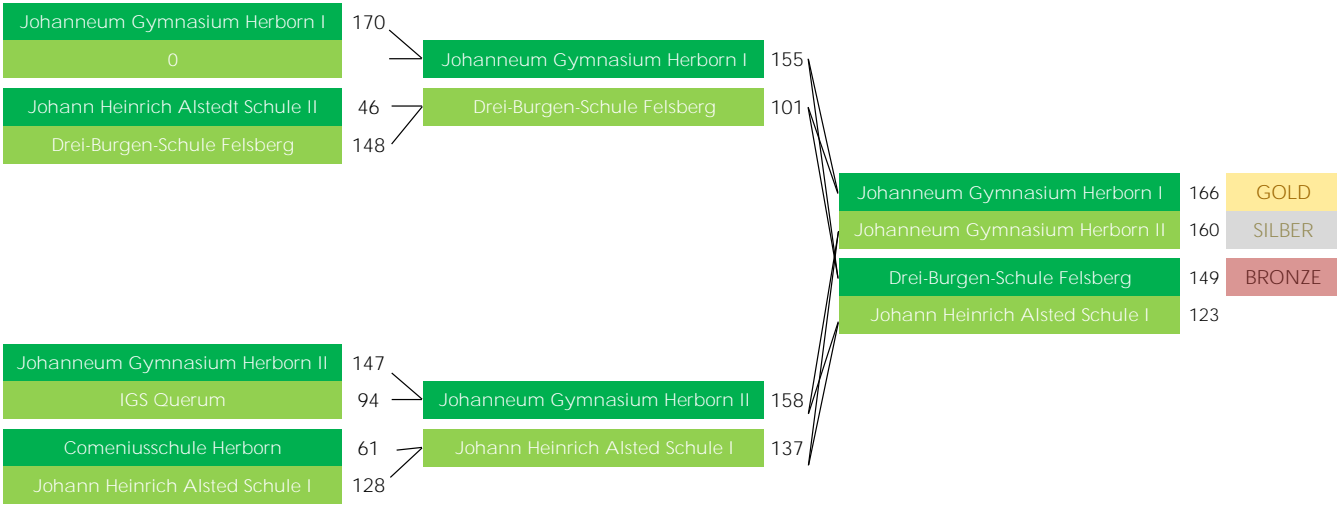 Johanneum Gymnasium Herborn I 170
0
Johann Heinrich Alstedt Schule II 46
Drei-Burgen-Schule Felsberg 148
Johanneum Gymnasium Herborn II 147
IGS Querum 94
Comeniusschule Herborn 61
Johann Heinrich Alsted Schule I 128
Johanneum Gymnasium Herborn I 155
Drei-Burgen-Schule Felsberg 101
Johanneum Gymnasium Herborn II 158
Johann Heinrich Alsted Schule I 137
Johanneum Gymnasium Herborn I 166 GOLD
Johanneum Gymnasium Herborn II 160 SILBER
Drei-Burgen-Schule Felsberg 149 BRONZE
Johann Heinrich Alsted Schule I 123